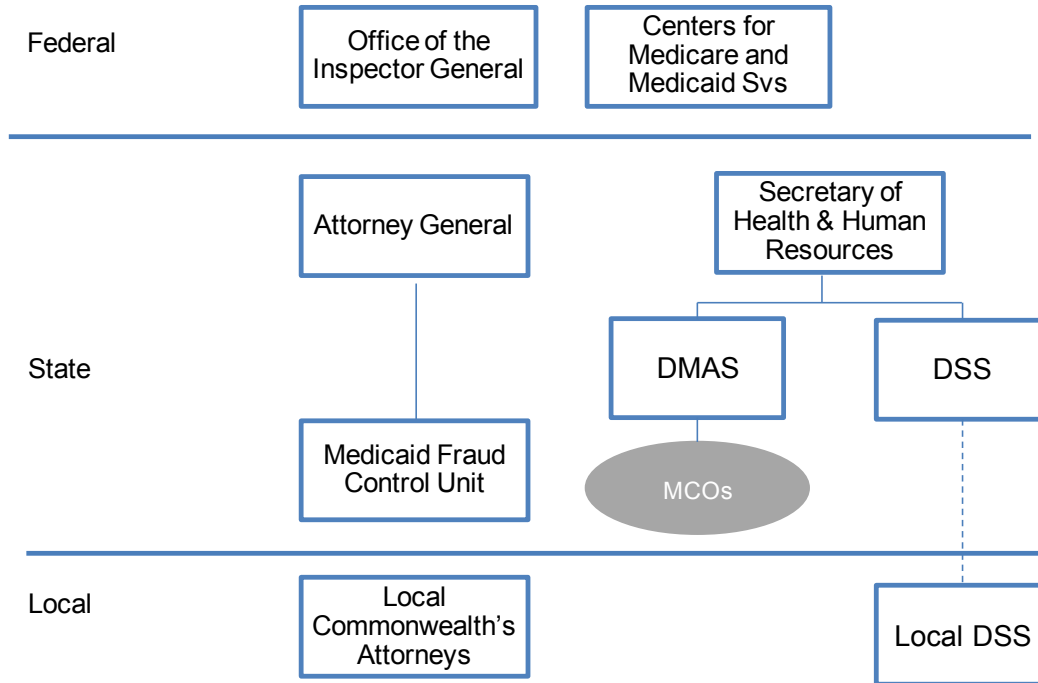 Federal
Office of the
Inspector General
Centers for
Medicare and
Medicaid Svs
State
Attorney General
Secretary of
Health & Human
Resources
DMAS
DSS
Medicaid Fraud
Control Unit
MCOs
Local
Local
Commonwealth’s
Attorneys
Local DSS